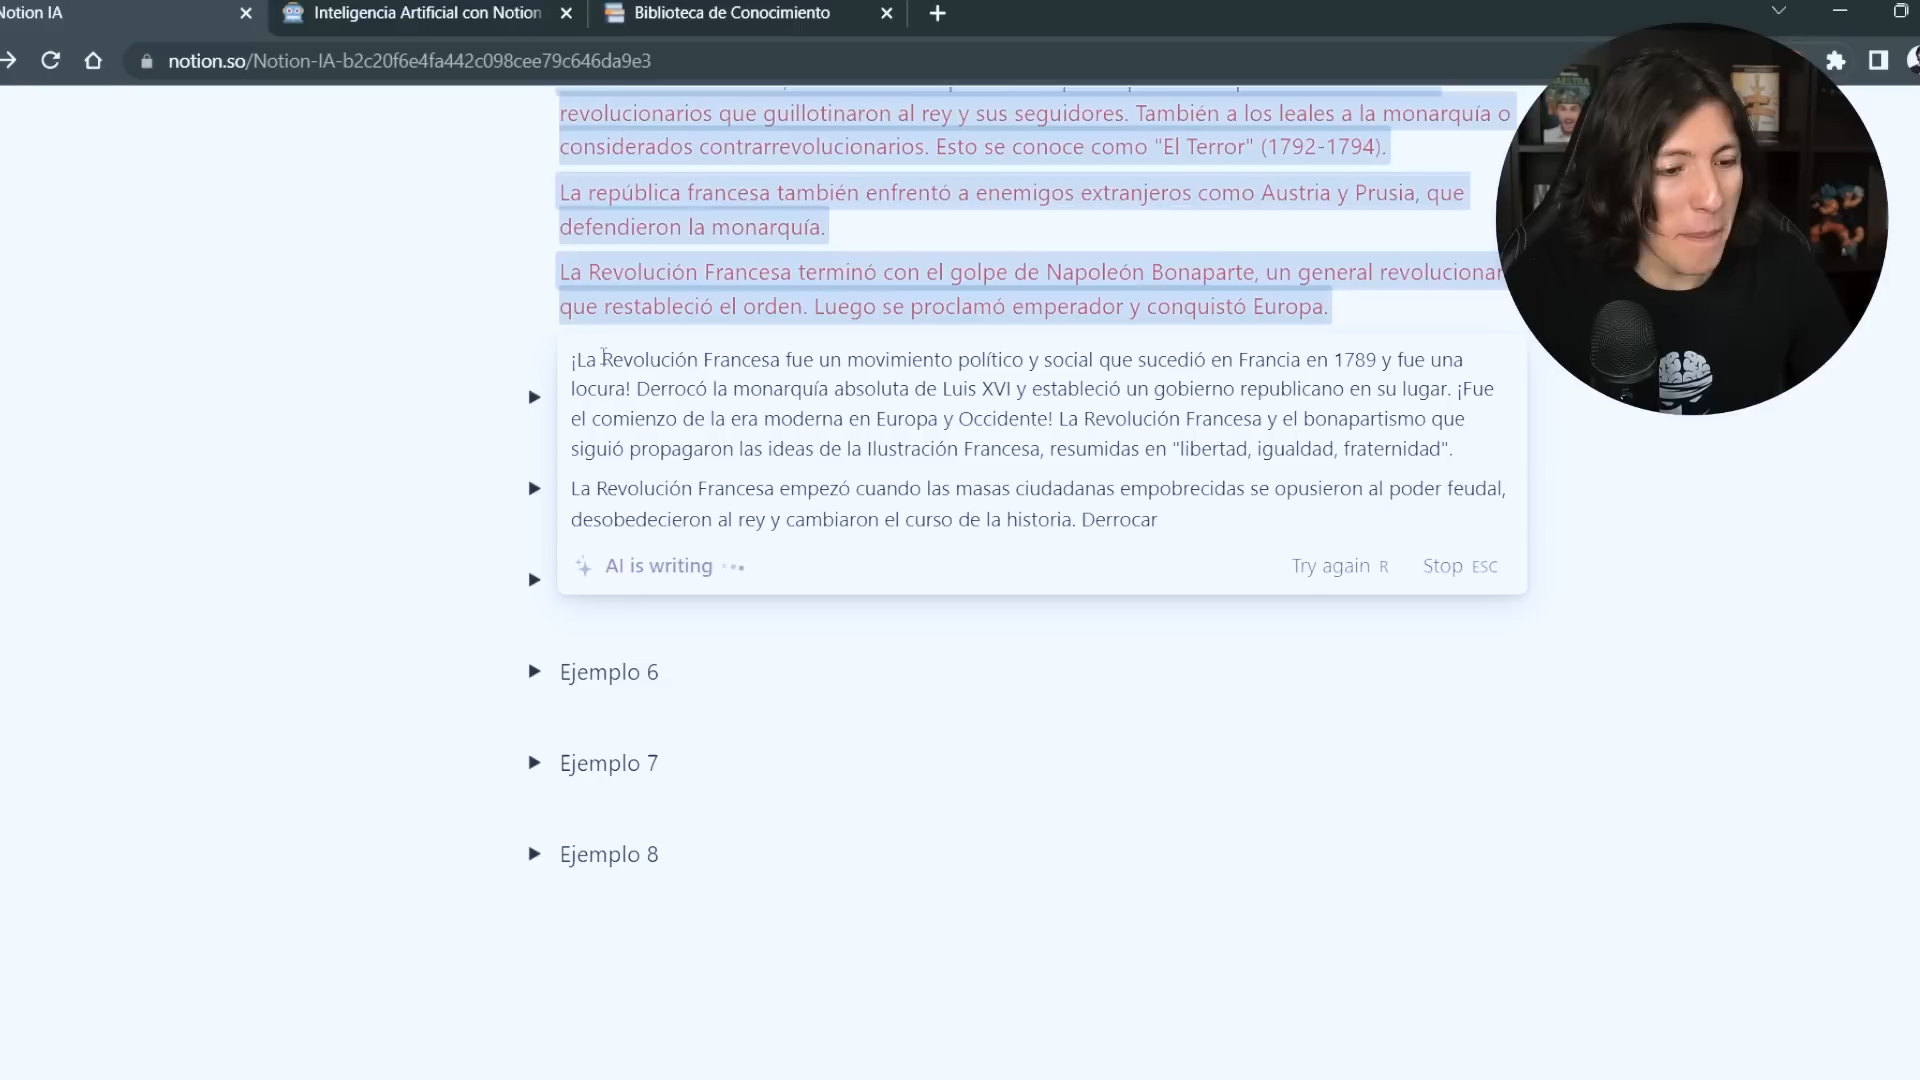 Notion IA
Inteligencia Artificial con Notion
Biblioteca de Conocimiento
notion.so/Notion-IA-b2c20f6e4fa442c098cee79c646da9e3
revolucionarios que guillotinaron al rey y sus seguidores. También a los leales a la monarquía o
considerados contrarrevolucionarios. Esto se conoce como "El Terror" (1792-1794).
La república francesa también enfrentó a enemigos extranjeros como Austria y Prusia, que
defendieron la monarquía.
La Revolución Francesa terminó con el golpe de Napoleón Bonaparte, un general revolucionar
que restableció el orden. Luego se proclamó emperador y conquistó Europa.
¡La Revolución Francesa fue un movimiento político y social que sucedió en Francia en 1789 y fue una
locura! Derrocó la monarquía absoluta de Luis XVI y estableció un gobierno republicano en su lugar. ¡Fue
el comienzo de la era moderna en Europa y Occidente! La Revolución Francesa y el bonapartismo que
siguió propagaron las ideas de la Ilustración Francesa, resumidas en "libertad, igualdad, fraternidad".
La Revolución Francesa empezó cuando las masas ciudadanas empobrecidas se opusieron al poder feudal,
desobedecieron al rey y cambiaron el curso de la historia. Derrocar
AI is writing
Try again R
Stop ESC
Ejemplo 6
Ejemplo 7
Ejemplo 8